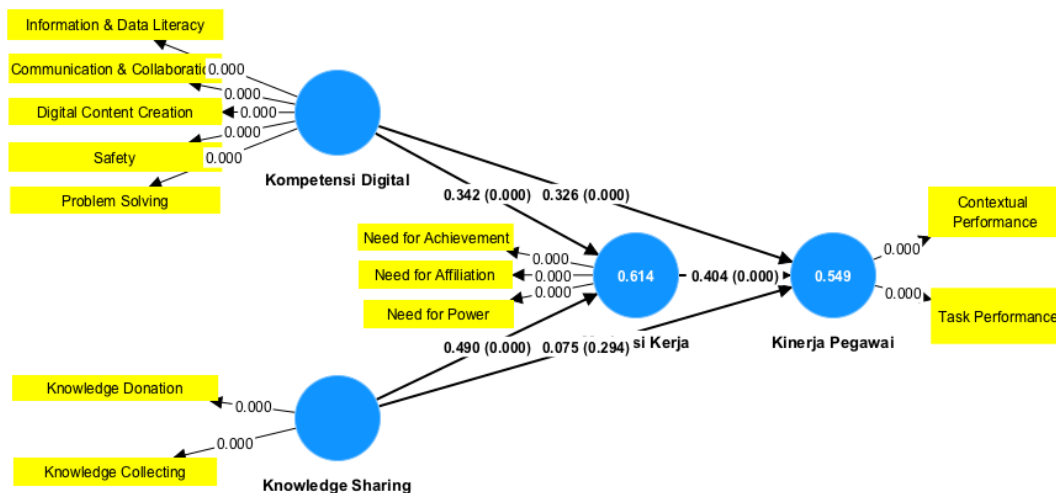 Information & Data Literacy
0.000
Communication & Collaboratio
0.000
Digital Content Creation
0.000
0.000
Safety
0.000
Problem Solving
Kompetensi Digital
0.342 (0.000)
0.326 (0.000)
Contextual
Performance
Need for Achievement
0.000
0.000
Need for Affiliation
0.000
0.614
0.404 (0.000)
0.549
0.000
0.000
Need for Power
Task Performance
0.490 (0.000)
0.075 (0.294)
si Kerja
Kinerja Pegawai
Knowledge Donation
0.000
0.000
Knowledge Collecting
Knowledge Sharing